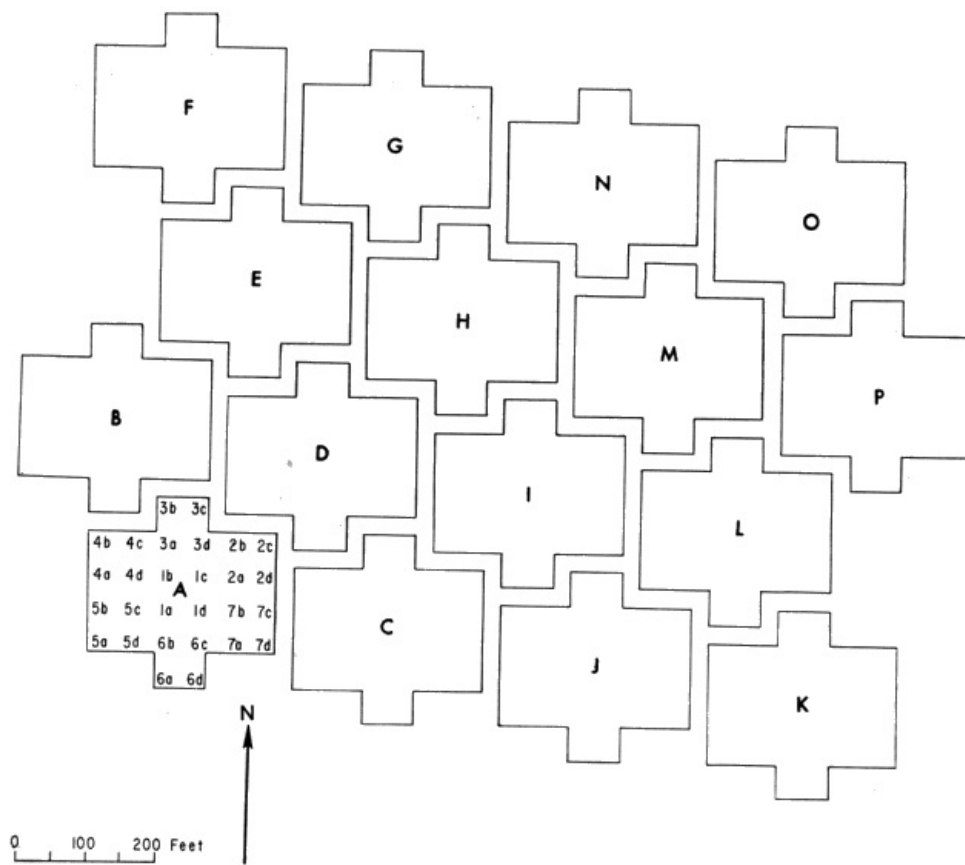 F
G
N
O
E
H
M
P
B
D
I
L
3b 3c
4b 4c 3a 3d 2b 2c
4a 4d 1b 1c 2a 2d
A
5b 5c 1a 1d 7b 7c
5a 5d 6b 6c 7a 7d
6a 6d
C
J
K
N
0 100 200 Feet